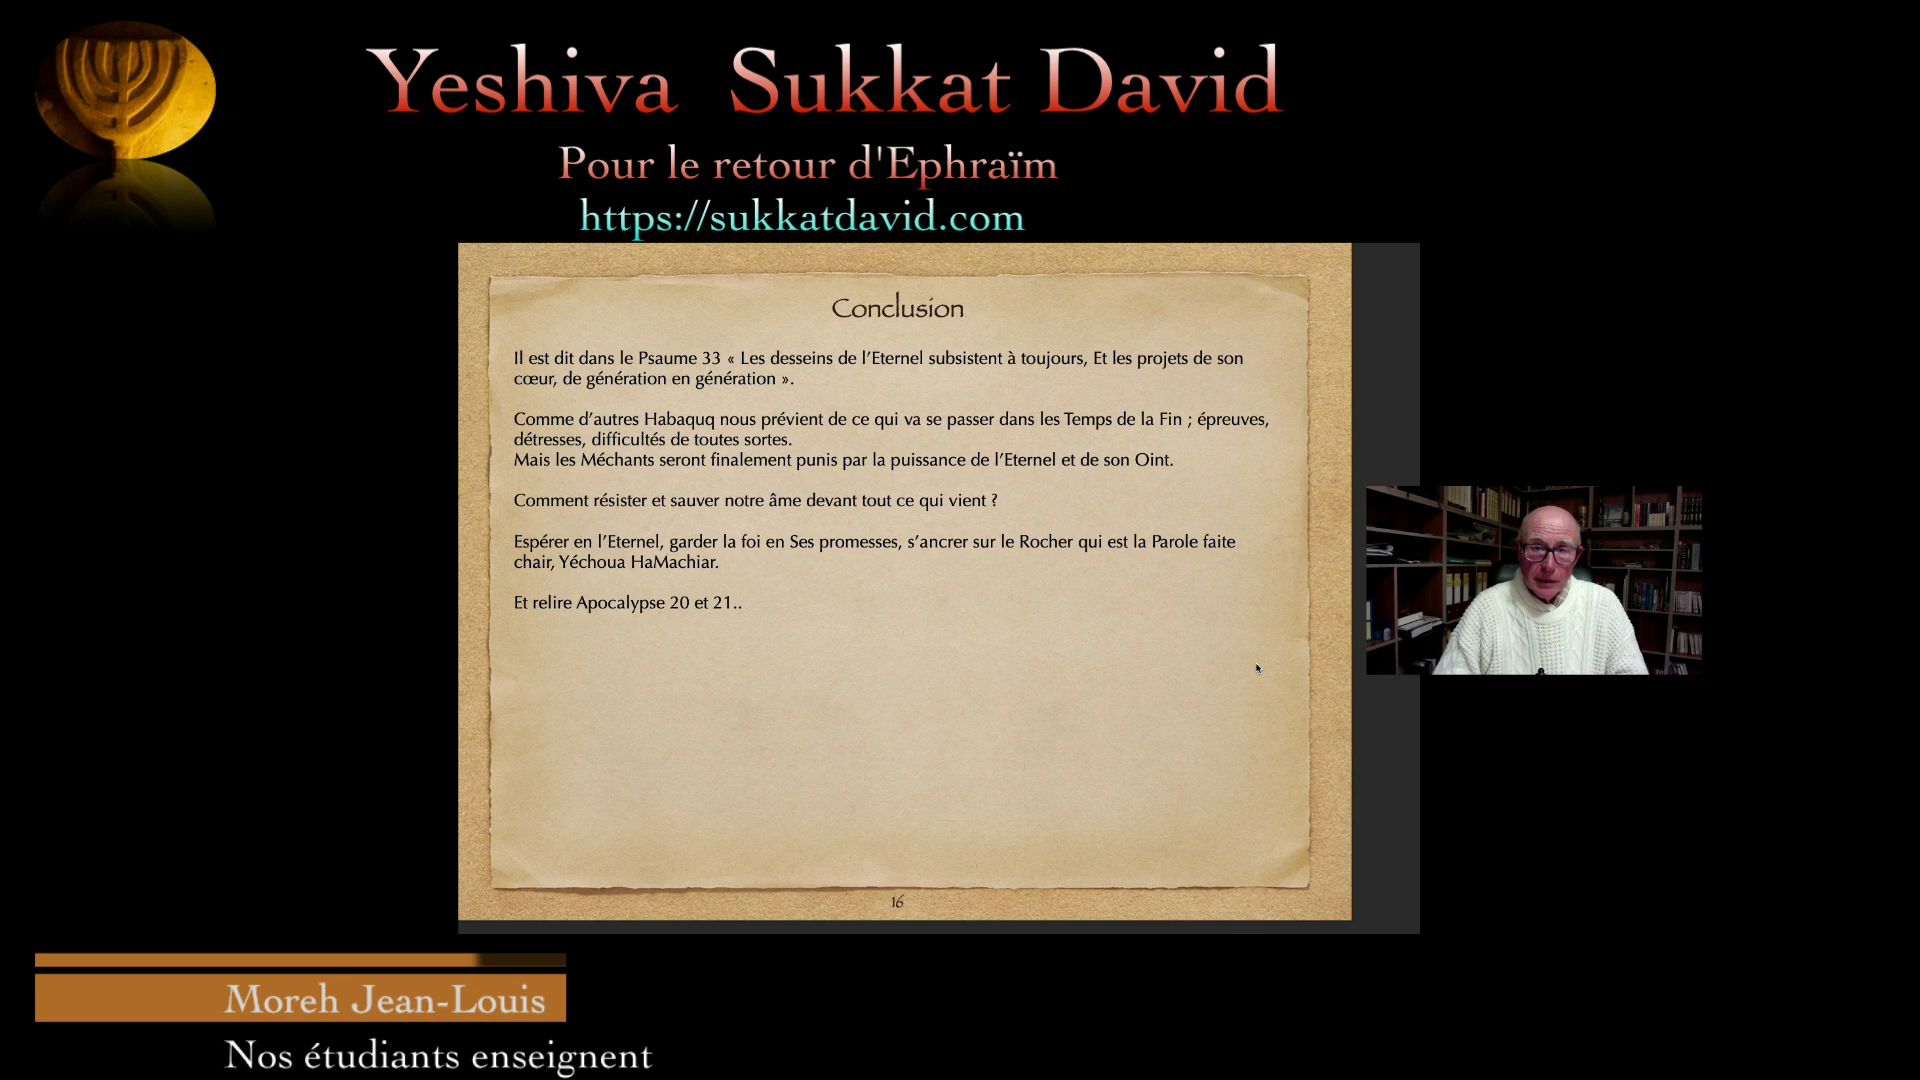 Yeshiva Sukkat David
Pour le retour d'Ephraïm
https://sukkatdavid.com
Conclusion
Il est dit dans le Psaume 33 « Les desseins de l’Eternel subsistent à toujours, Et les projets de son
cœur, de génération en génération ».
Comme d’autres Habaquq nous prévient de ce qui va se passer dans les Temps de la Fin ; épreuves,
détresses, difficultés de toutes sortes.
Mais les Méchants seront finalement punis par la puissance de l’Eternel et de son Oint.
Comment résister et sauver notre âme devant tout ce qui vient ?
Espérer en l’Eternel, garder la foi en Ses promesses, s’ancrer sur le Rocher qui est la Parole faite
chair, Yéchoua HaMachiar.
Et relire Apocalypse 20 et 21..
16
Moreh Jean-Louis
Nos étudiants enseignent